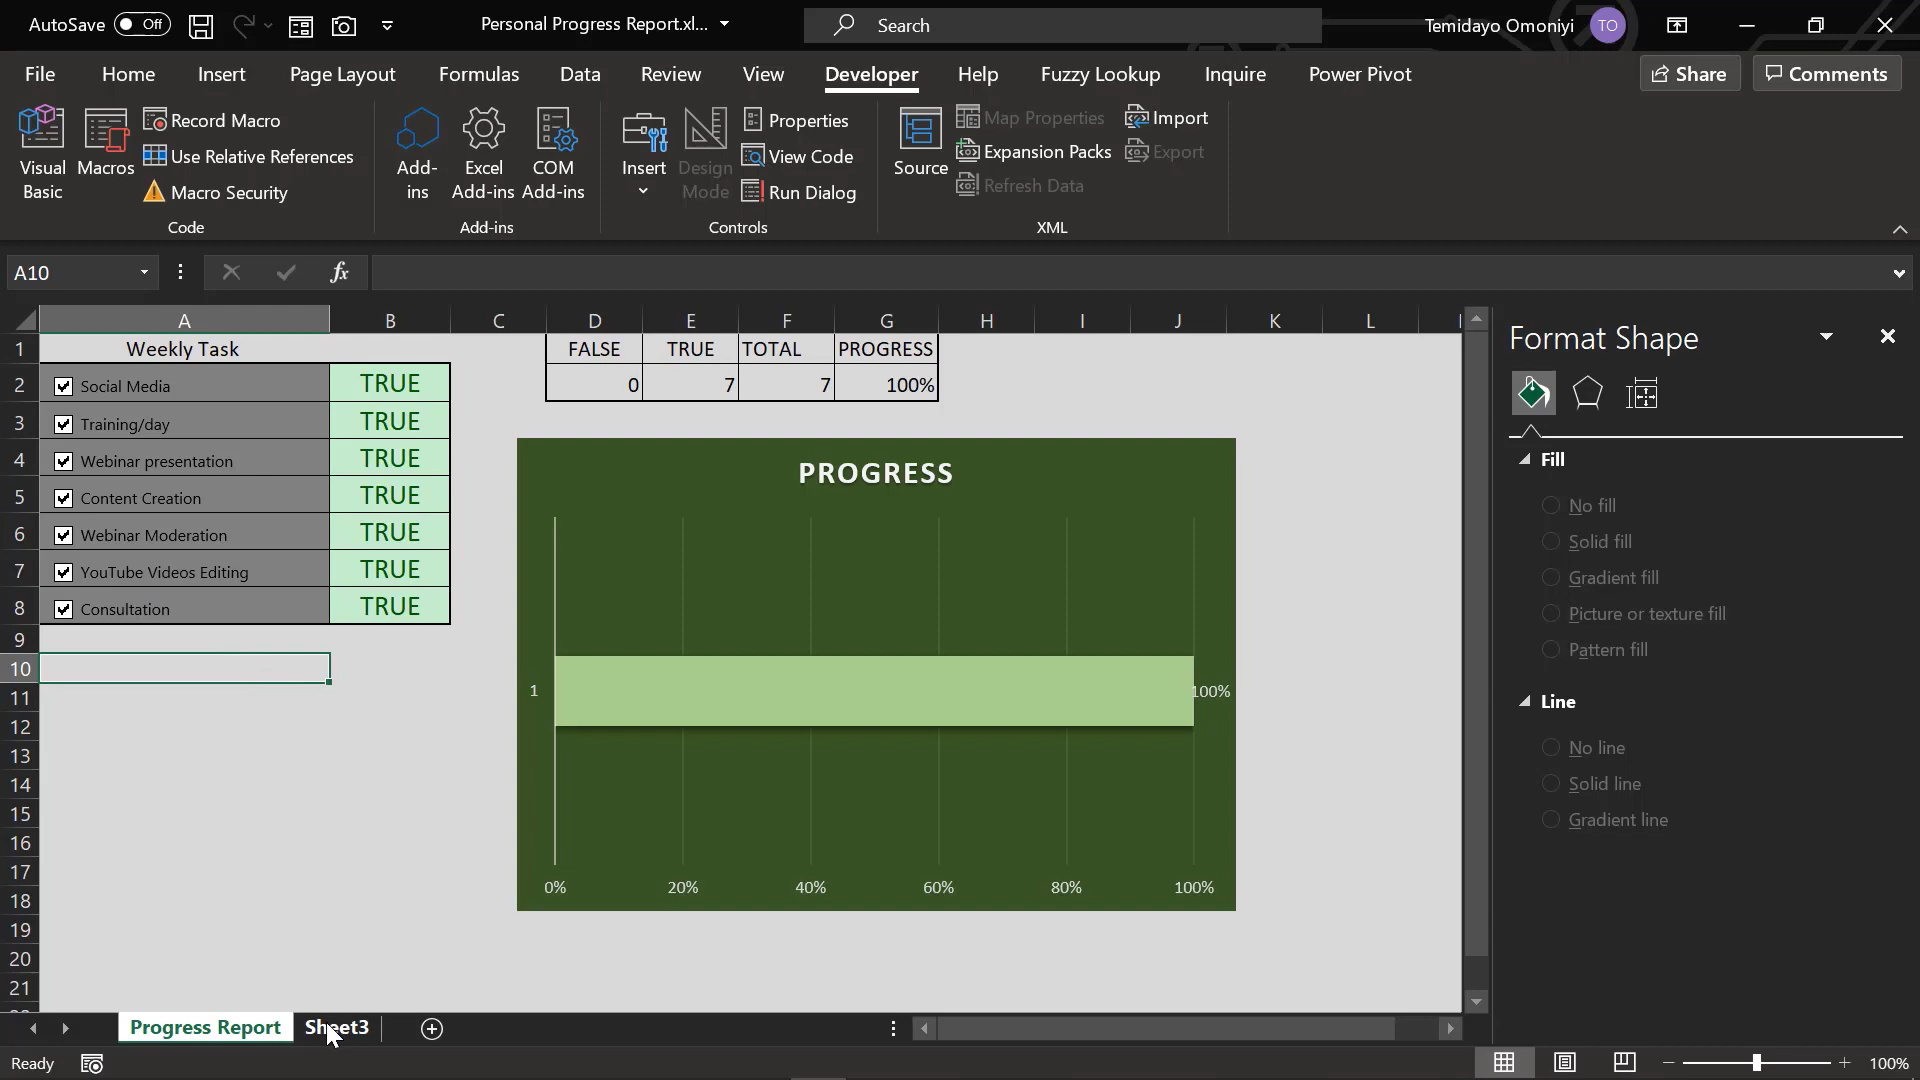 AutoSave Off
Personal Progress Report.xl...
Search
Temidayo Omoniyi TO
File Home Insert Page Layout Formulas Data Review View Developer Help Fuzzy Lookup Inquire Power Pivot
Share Comments
Visual Basic
Macros
Record Macro
Use Relative References
Macro Security
Code
Add-ins
Excel Add-ins
COM Add-ins
Add-ins
Insert
Design Mode
Properties
View Code
Run Dialog
Controls
Source
Map Properties
Expansion Packs
Refresh Data
Import
Export
XML
A10
fx
A B C D E F G H I J K L
1 Weekly Task FALSE TRUE TOTAL PROGRESS
2 Social Media TRUE 0 7 7 100%
3 Training/day TRUE
4 Webinar presentation TRUE
5 Content Creation TRUE
6 Webinar Moderation TRUE
7 YouTube Videos Editing TRUE
8 Consultation TRUE
9
10
11
12
13
14
15
16
17
18
19
20
21
PROGRESS
1 100%
0% 20% 40% 60% 80% 100%
Format Shape
Fill
No fill
Solid fill
Gradient fill
Picture or texture fill
Pattern fill
Line
No line
Solid line
Gradient line
Progress Report Sheet3
Ready
100%